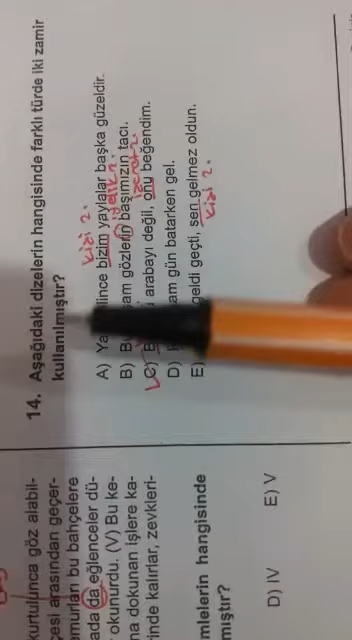 14. Aşağıdaki dizelerin hangisinde farklı türde iki zamir
kullanılmıştır?
kişi z.
A) Ya lince bizim yaylalar başka güzeldir.
iyelik z.
B) B am gözlerin başımızın tacı.
işaret z.
C) B arabayı değil, onu beğendim.
D) am gün batarken gel.
E) geldi geçti, sen gelmez oldun.
kişi z.
kurtulunca göz alabil-
çesi arasından geçer-
murları bu bahçelere
ada da eğlenceler dü-
okunurdu. (V) Bu ke-
na dokunan işlere ka-
inde kalırlar, zevkleri-
mlelerin hangisinde
mıştır?
D) IV E) V